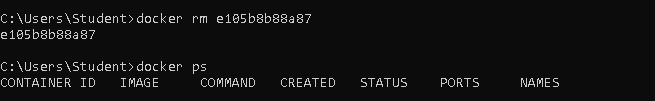 C:\Users\Student>docker rm e105b8b88a87
e105b8b88a87
C:\Users\Student>docker ps
CONTAINER ID   IMAGE     COMMAND   CREATED   STATUS    PORTS     NAMES